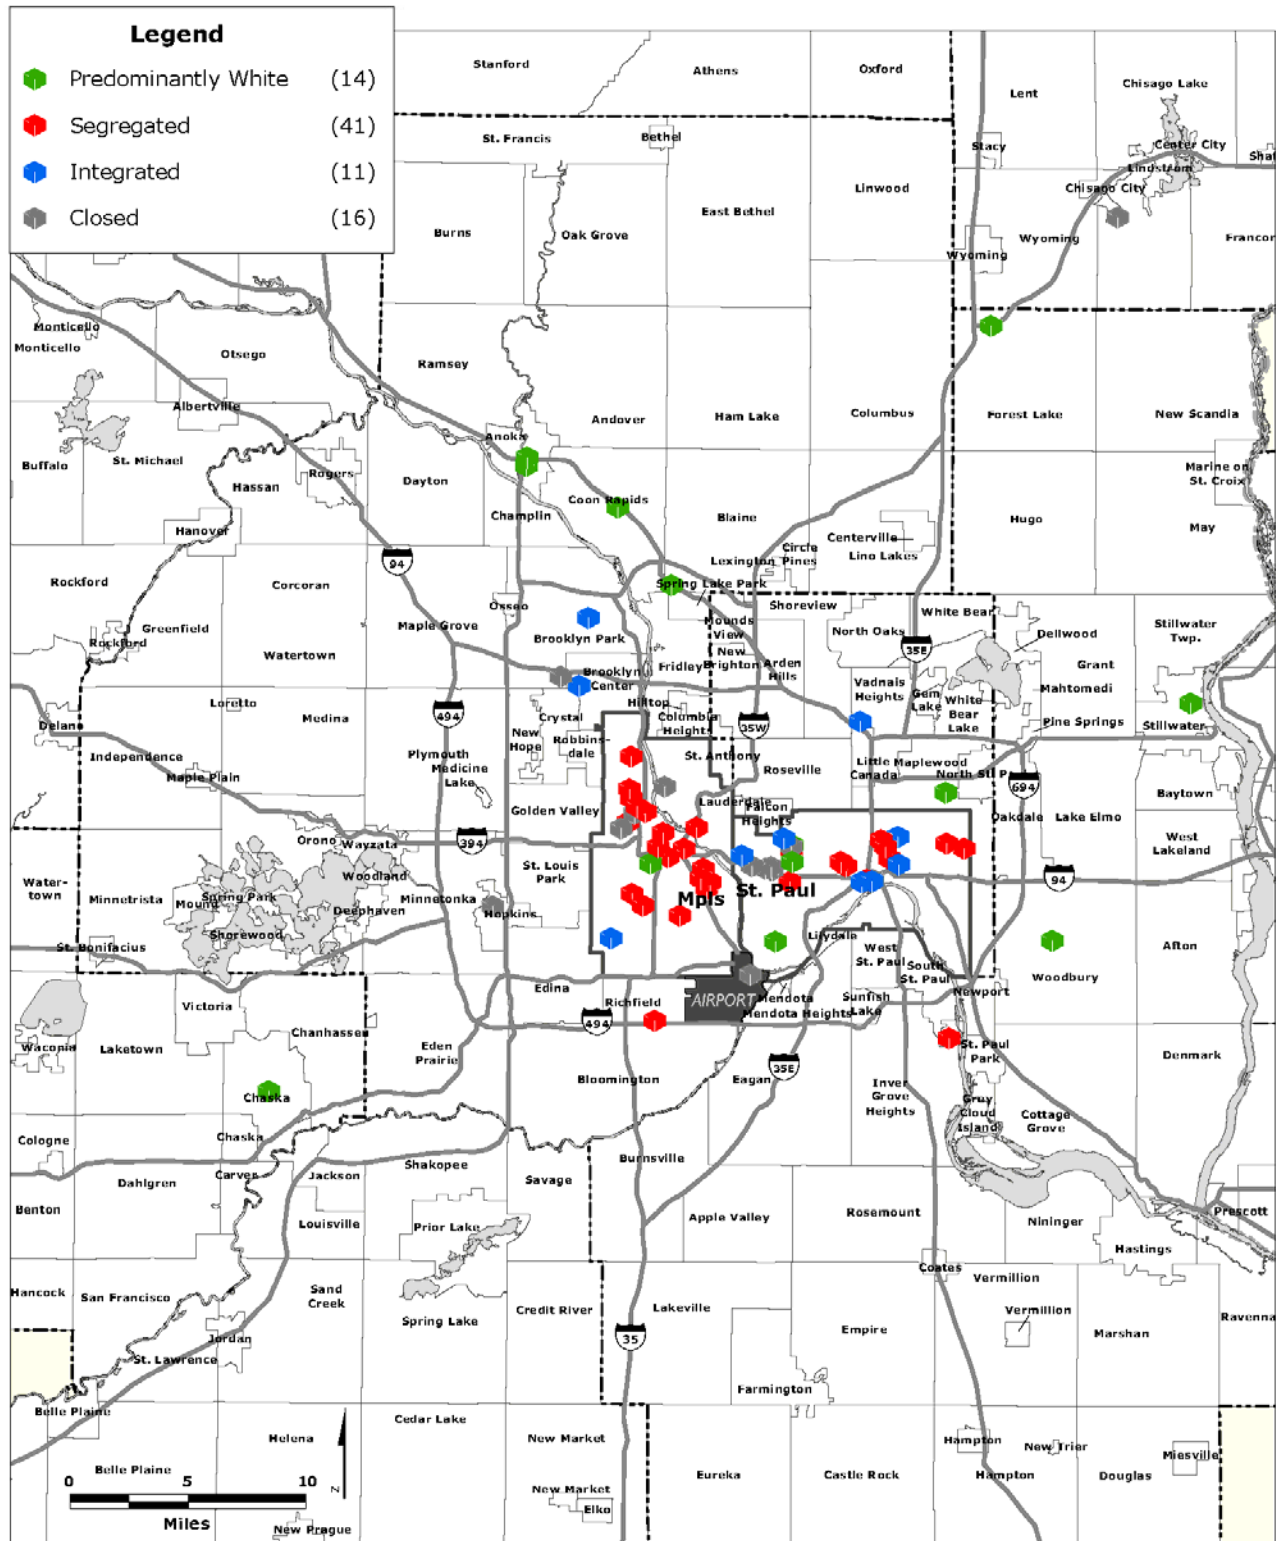 Legend
Predominantly White (14)
Segregated (41)
Integrated (11)
Closed (16)
Stanford
Athens
Oxford
Lent
Chisago Lake
St. Francis
Bethel
Stacy
Center City
Lindstrom
Chisago City
Linwood
East Bethel
Burns
Oak Grove
Wyoming
Wyoming
Francon
Monticello
Monticello
Otsego
Ramsey
Albertville
Andover
Ham Lake
Columbus
Forest Lake
New Scandia
Anoka
Buffalo
St. Michael
Rogers
Hassan
Dayton
Coon Rapids
Champlin
Blaine
Marine on
St. Croix
Hugo
May
Hanover
Centerville
Lino Lakes
Circle
Pines
Lexington
94
Rockford
Corcoran
Spring Lake Park
Osseo
Shoreview
White Bear
Greenfield
Rockford
Maple Grove
Brooklyn Park
Mounds
View
North Oaks
35E
Dellwood
Stillwater
Twp.
Watertown
New
Brighton
Arden
Hills
Fridley
Grant
Brooklyn
Center
Vadnais
Heights
Gem
Lake
White
Bear
Lake
Mahtomedi
Loretto
Medina
494
Hilltop
Columbia
Heights
35W
Pine Springs
Stillwater
Delano
Crystal
New
Hope
Robbins-
dale
Independence
Maple Plain
Plymouth
Medicine
Lake
St. Anthony
Roseville
Little
Canada
Maplewood
North St. P
694
Baytown
Golden Valley
Lauderdale
Falcon
Heights
Oakdale
Lake Elmo
Orono
Wayzata
394
St. Louis
Park
West
Lakeland
Water-
town
Minnetrista
Mound
Spring Park
Woodland
Deephaven
Minnetonka
Hopkins
Shorewood
Mpls
St. Paul
94
St. Bonifacius
Lilydale
West
St. Paul
South
St. Paul
Woodbury
Afton
Edina
Richfield
AIRPORT
Mendota
Mendota Heights
Sunfish
Lake
Newport
Victoria
Chanhassen
494
Waconia
Laketown
Eden
Prairie
Bloomington
Eagan
35E
Inver
Grove
Heights
St. Paul
Park
Denmark
Chaska
Grey
Cloud
Island
Cottage
Grove
Cologne
Chaska
Carver
Jackson
Shakopee
Burnsville
Dahlgren
Savage
Benton
Louisville
Prior Lake
Apple Valley
Rosemount
Nininger
Prescott
Hastings
Coates
Vermillion
Hancock
San Francisco
Sand
Creek
Spring Lake
Credit River
Lakeville
Vermillion
Ravenna
Jordan
35
Empire
Marshan
St. Lawrence
Farmington
Belle Plaine
Cedar Lake
Helena
New Market
Hampton
New Trier
Miesville
Belle Plaine
Eureka
Castle Rock
Hampton
Douglas
0 5 10
N
Miles
New Market
Elko
New Prague